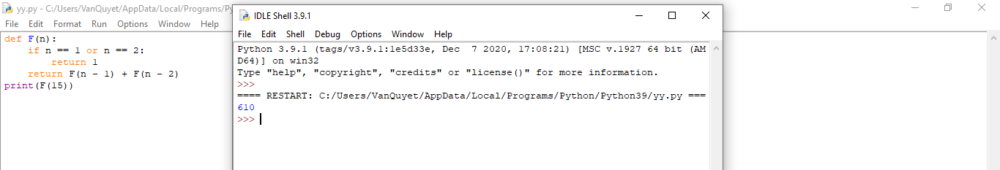 yy.py - C:/Users/VanQuyet/AppData/Local/Programs/Py
File Edit Format Run Options Window Help
def F(n):
    if n == 1 or n == 2:
        return 1
    return F(n - 1) + F(n - 2)
print(F(15))
IDLE Shell 3.9.1
File Edit Shell Debug Options Window Help
Python 3.9.1 (tags/v3.9.1:1e5d33e, Dec  7 2020, 17:08:21) [MSC v.1927 64 bit (AM
D64)] on win32
Type "help", "copyright", "credits" or "license()" for more information.
>>>
==== RESTART: C:/Users/VanQuyet/AppData/Local/Programs/Python/Python39/yy.py ===
610
>>>